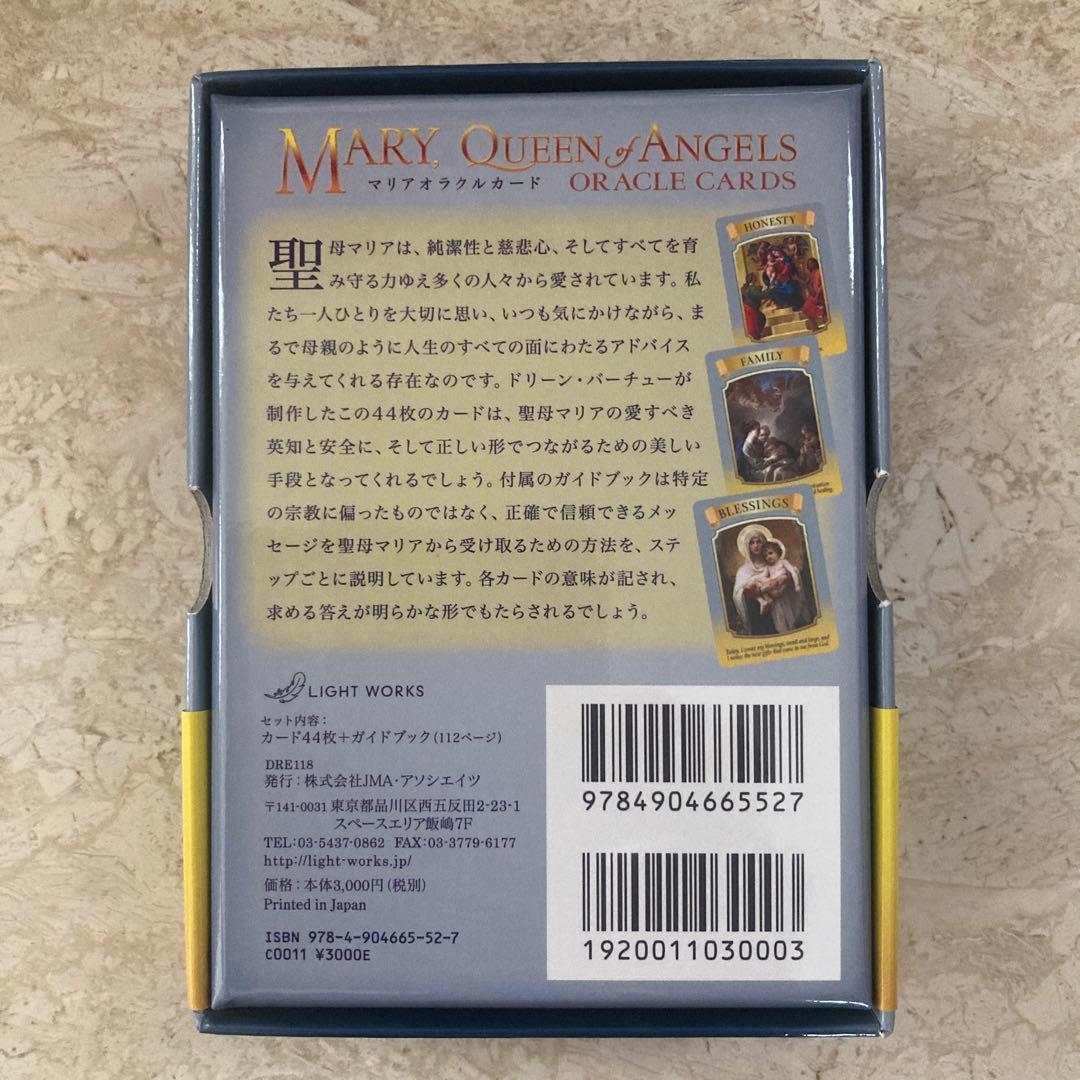 MARY, QUEEN of ANGELS
マリアオラクルカード ORACLE CARDS
聖母マリアは、純潔性と慈悲心、そしてすべてを育
み守る力ゆえ多くの人々から愛されています。私
たち一人ひとりを大切に思い、いつも気にかけながら、ま
るで母親のように人生のすべての面にわたるアドバイス
を与えてくれる存在なのです。ドリーン・バーチューが
制作したこの44枚のカードは、聖母マリアの愛すべき
英知と安全に、そして正しい形でつながるための美しい
手段となってくれるでしょう。付属のガイドブックは特定
の宗教に偏ったものではなく、正確で信頼できるメッ
セージを聖母マリアから受け取るための方法を、ステ
ップごとに説明しています。各カードの意味が記され、
求める答えが明らかな形でもたらされるでしょう。
HONESTY
FAMILY
healing.
BLESSINGS
Today, I count my blessings, small and large, and
I notice the new gifts that come to me from God.
LIGHT WORKS
セット内容：
カード44枚＋ガイドブック(112ページ)
DRE118
発行：株式会社JMA・アソシエイツ
〒141-0031 東京都品川区西五反田2-23-1
スペースエリア飯嶋7F
TEL:03-5437-0862 FAX:03-3779-6177
http://light-works.jp/
価格：本体3,000円(税別)
Printed in Japan
ISBN 978-4-904665-52-7
C0011 ¥3000E
9784904665527
1920011030003